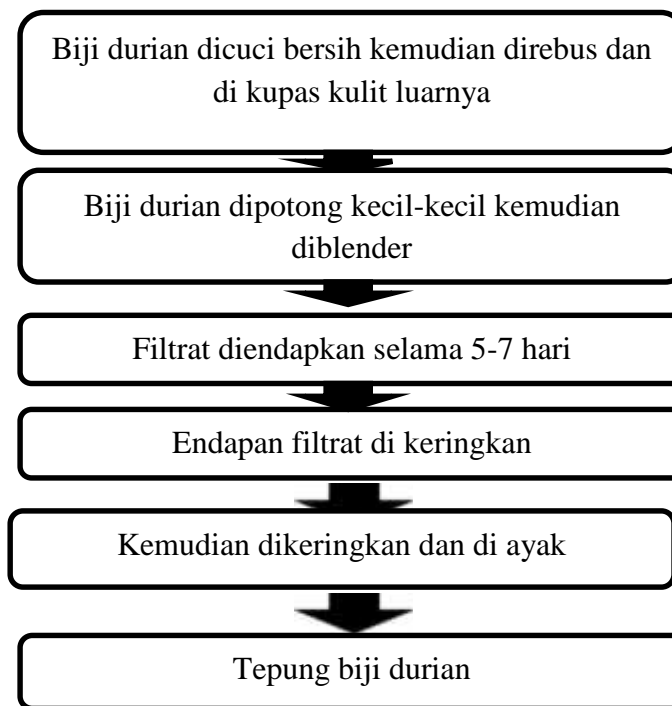 Biji durian dicuci bersih kemudian direbus dan
di kupas kulit luarnya
Biji durian dipotong kecil-kecil kemudian
diblender
Filtrat diendapkan selama 5-7 hari
Endapan filtrat di keringkan
Kemudian dikeringkan dan di ayak
Tepung biji durian